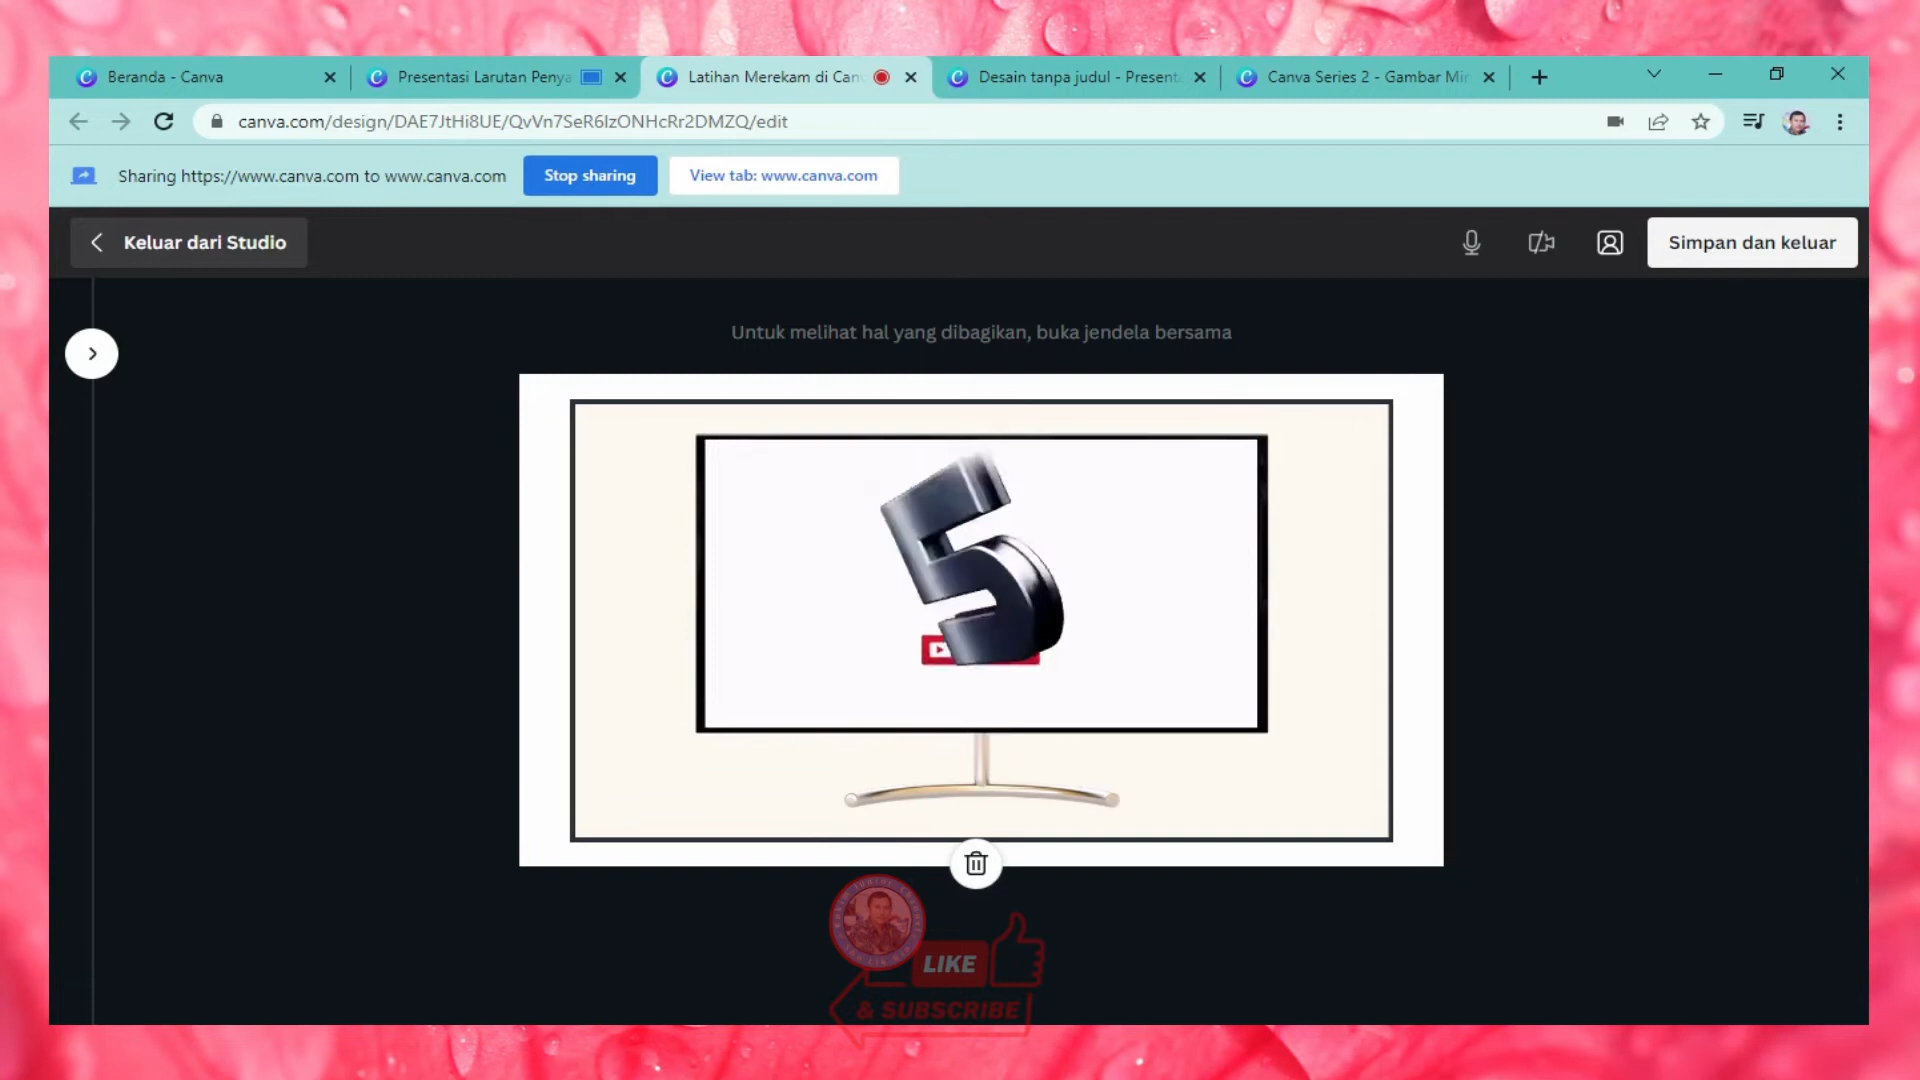 Beranda - Canva
Presentasi Larutan Penya
Latihan Merekam di Can
Desain tanpa judul - Present
Canva Series 2 - Gambar Min
canva.com/design/DAE7JtHi8UE/QvVn7SeR6IzONHcRr2DMZQ/edit
Sharing https://www.canva.com to www.canva.com
Stop sharing
View tab: www.canva.com
Keluar dari Studio
Simpan dan keluar
Untuk melihat hal yang dibagikan, buka jendela bersama
5
LIKE
& SUBSCRIBE